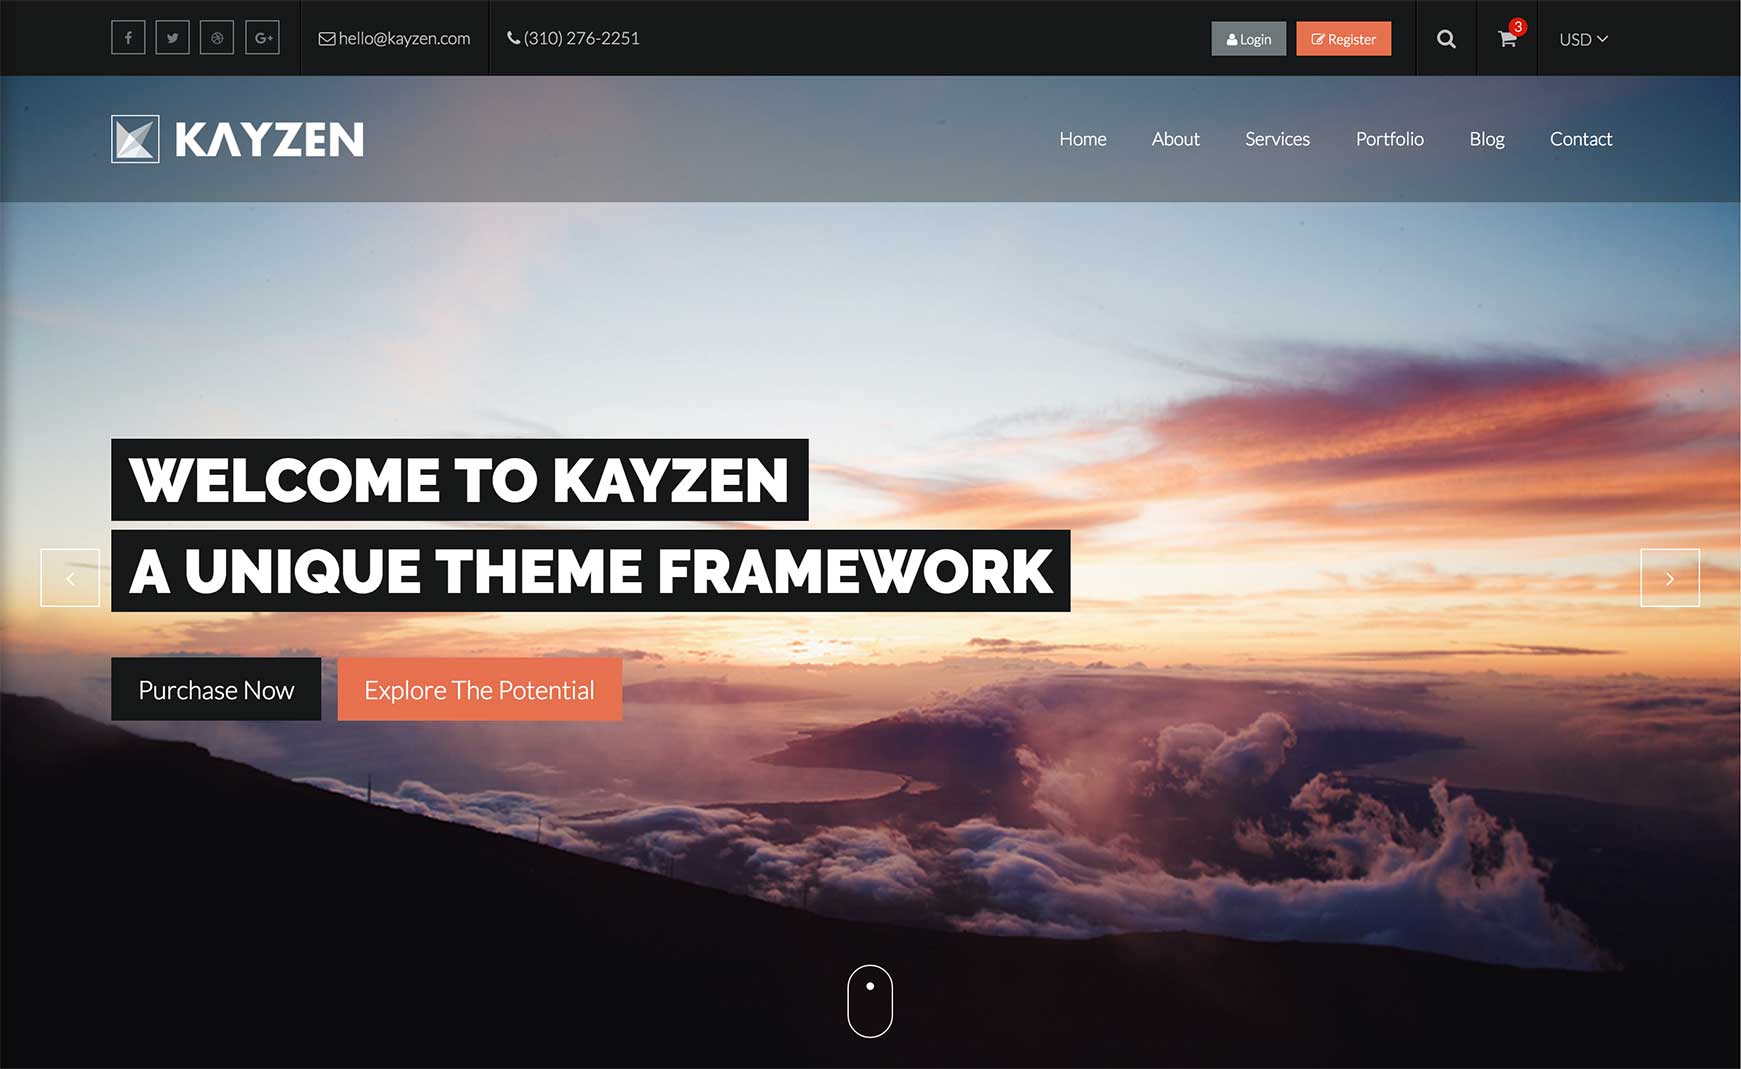 hello@kayzen.com
(310) 276-2251
Login
Register
3
USD
KAYZEN
Home
About
Services
Portfolio
Blog
Contact
WELCOME TO KAYZEN
A UNIQUE THEME FRAMEWORK
Purchase Now
Explore The Potential